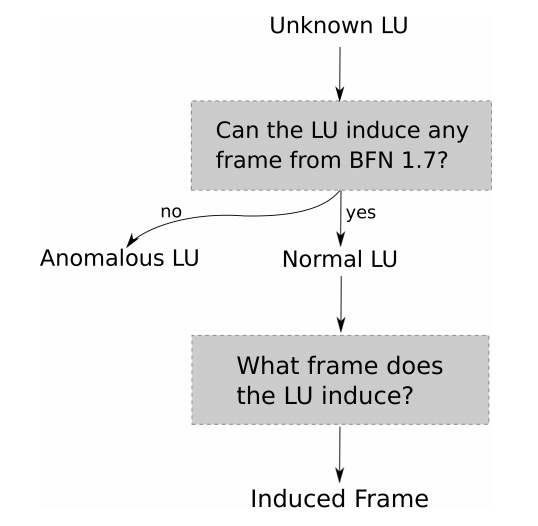 Unknown LU
Can the LU induce any
frame from BFN 1.7?
no
yes
Anomalous LU
Normal LU
What frame does
the LU induce?
Induced Frame